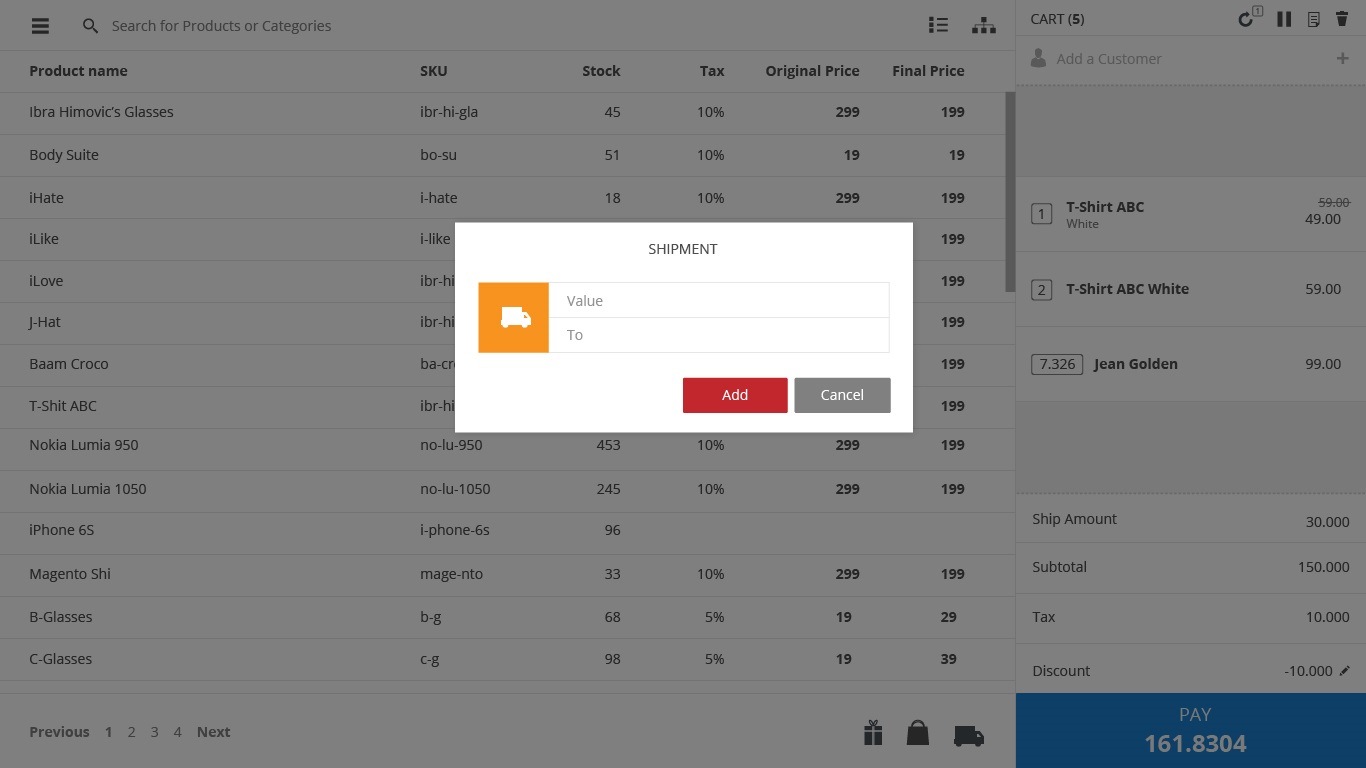 Search for Products or Categories
Product name SKU Stock Tax Original Price Final Price
Ibra Himovic's Glasses ibr-hi-gla 45 10% 299 199
Body Suite bo-su 51 10% 19 19
iHate i-hate 18 10% 299 199
iLike i-like 199
iLove ibr-hi 199
J-Hat ibr-hi 199
Baam Croco ba-cr 199
T-Shit ABC ibr-hi 199
Nokia Lumia 950 no-lu-950 453 10% 299 199
Nokia Lumia 1050 no-lu-1050 245 10% 299 199
iPhone 6S i-phone-6s 96
Magento Shi mage-nto 33 10% 299 199
B-Glasses b-g 68 5% 19 29
C-Glasses c-g 98 5% 19 39
Previous 1 2 3 4 Next
SHIPMENT
Value
To
Add Cancel
CART (5) 1
Add a Customer
1 T-Shirt ABC 59.00
White 49.00
2 T-Shirt ABC White 59.00
7.326 Jean Golden 99.00
Ship Amount 30.000
Subtotal 150.000
Tax 10.000
Discount -10.000
PAY
161.8304